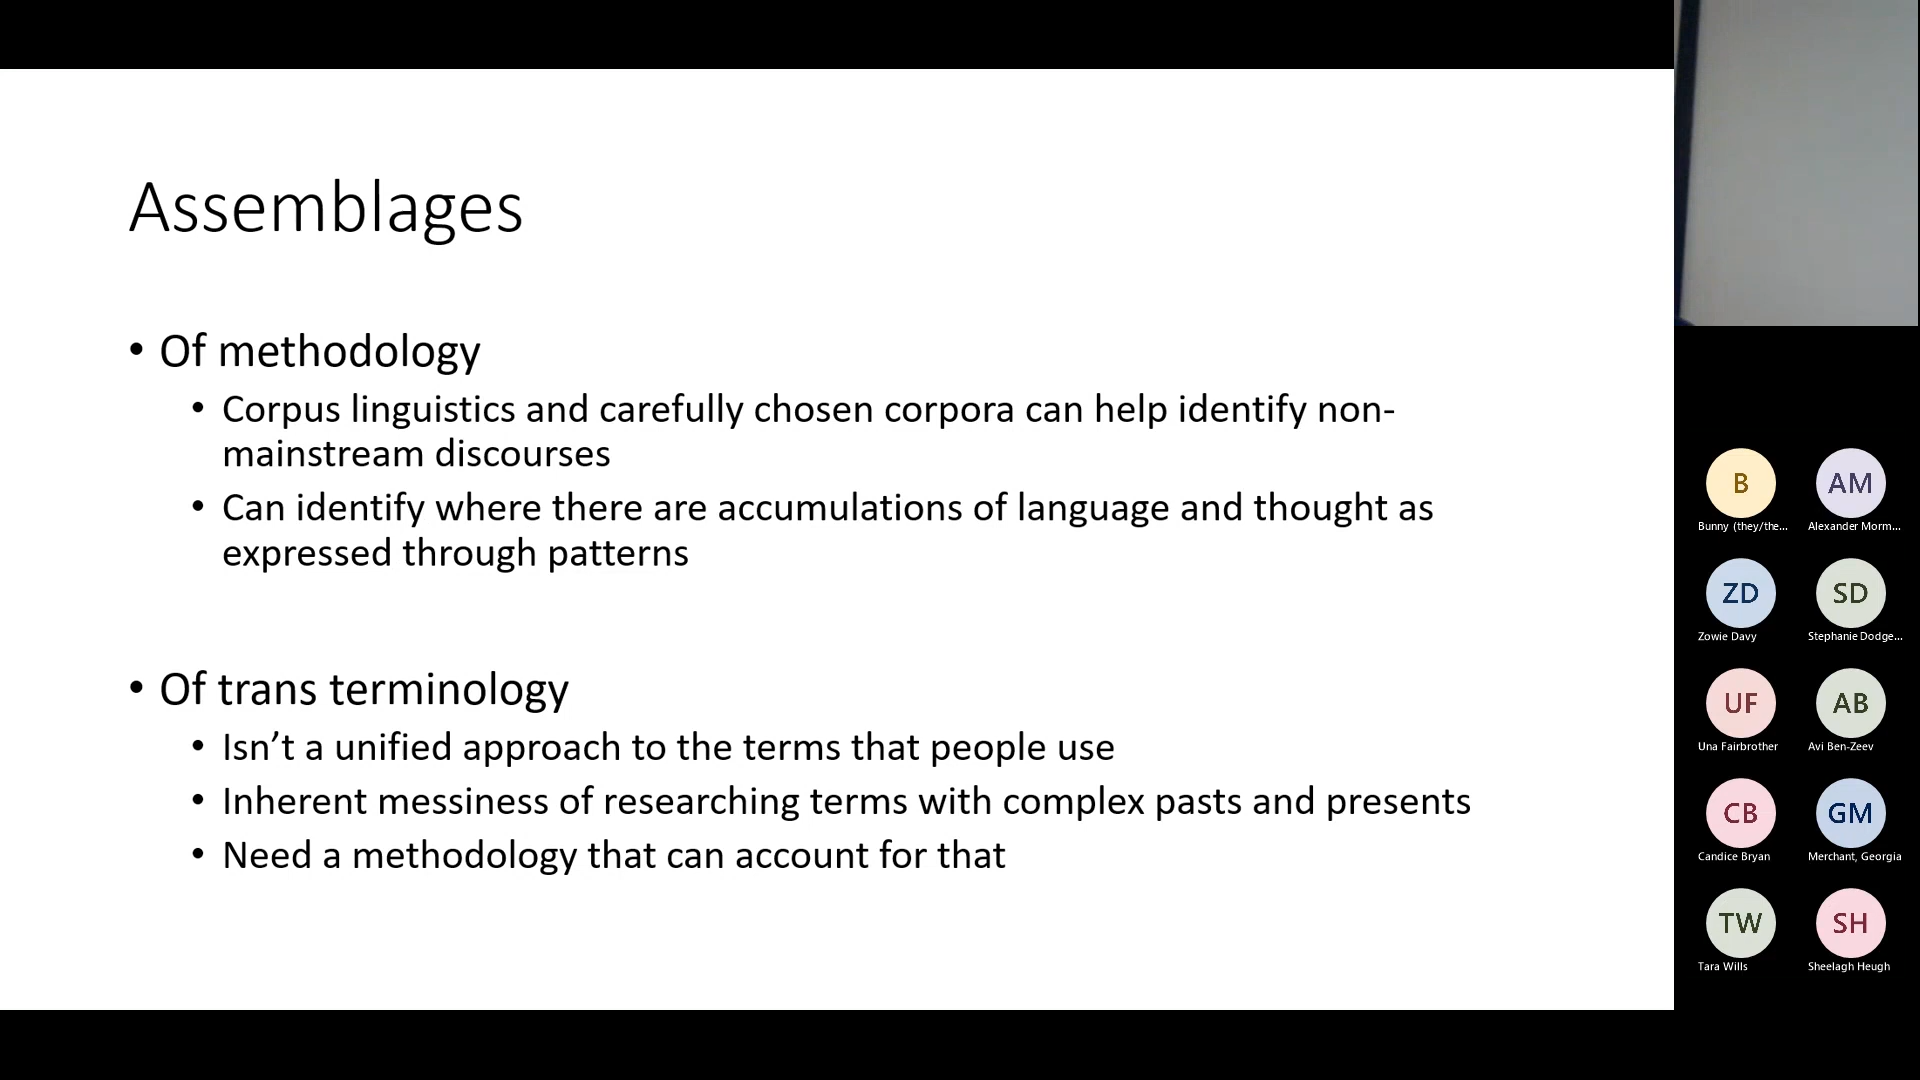 Assemblages
• Of methodology
• Corpus linguistics and carefully chosen corpora can help identify non-
mainstream discourses
• Can identify where there are accumulations of language and thought as
expressed through patterns
• Of trans terminology
• Isn’t a unified approach to the terms that people use
• Inherent messiness of researching terms with complex pasts and presents
• Need a methodology that can account for that
B
AM
Bunny (they/the...
Alexander Morm...
ZD
SD
Zowie Davy
Stephanie Dodge...
UF
AB
Una Fairbrother
Avi Ben-Zeev
CB
GM
Candice Bryan
Merchant, Georgia
TW
SH
Tara Wills
Sheelagh Heugh